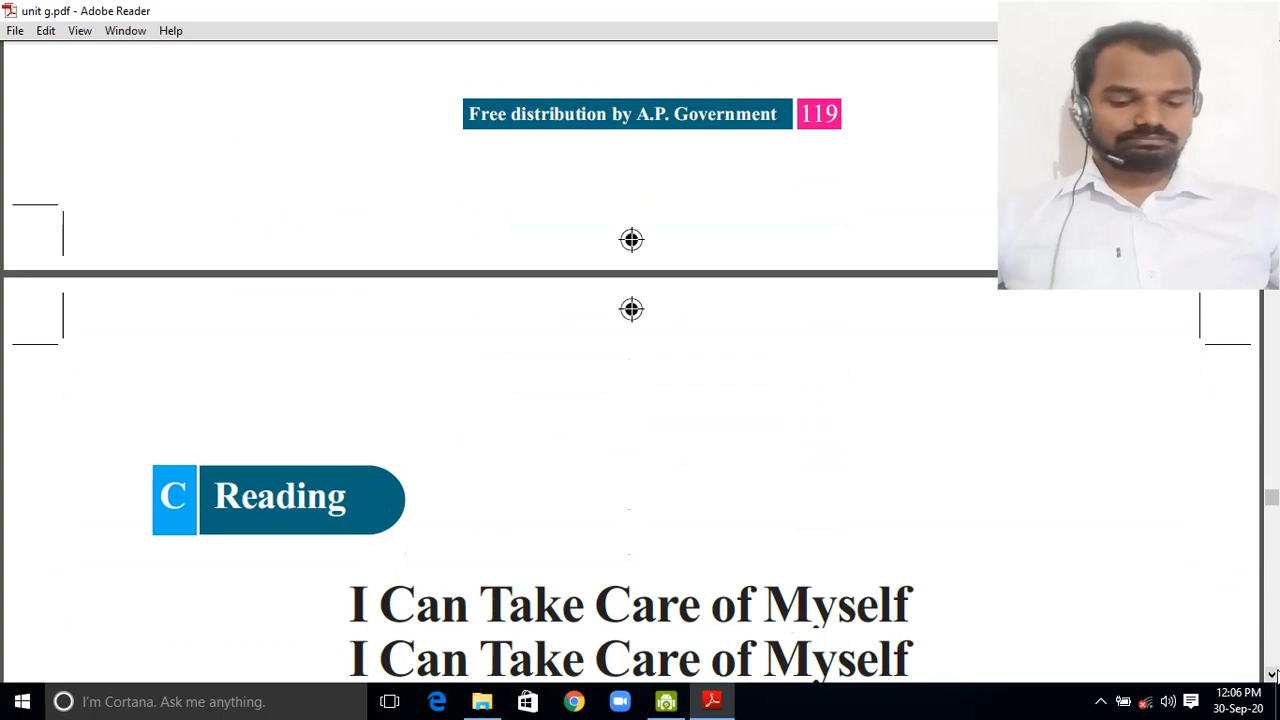 unit g.pdf - Adobe Reader
File Edit View Window Help
Free distribution by A.P. Government 119
C Reading
I Can Take Care of Myself
I Can Take Care of Myself
I'm Cortana. Ask me anything.
12:06 PM
30-Sep-20